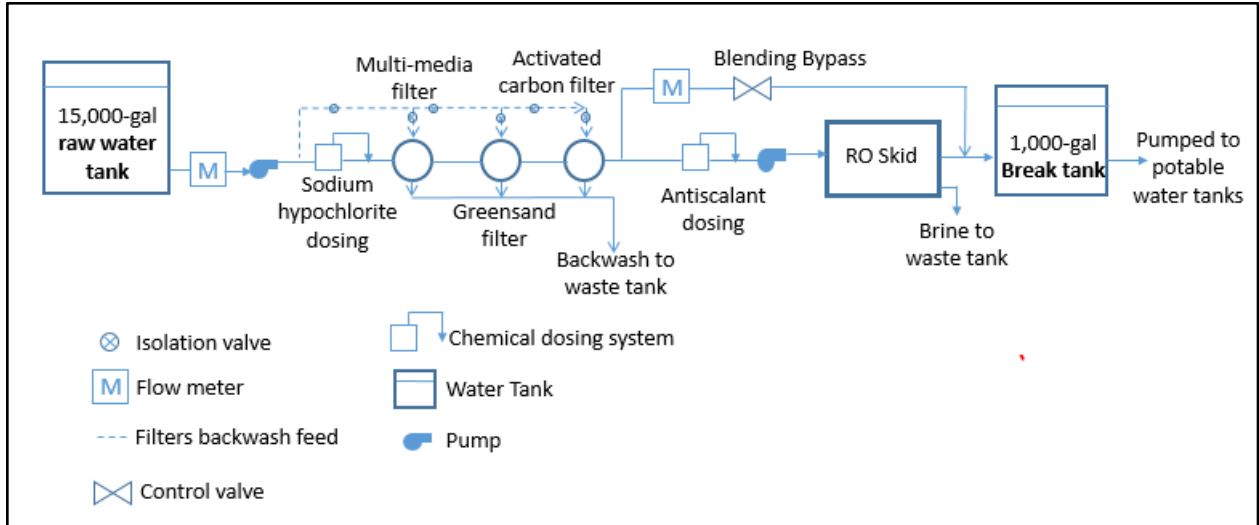 15,000-gal
raw water
tank
M
Multi-media
filter
Activated
carbon filter
Sodium
hypochlorite
dosing
Greensand
filter
Backwash to
waste tank
M
Blending Bypass
Antiscalant
dosing
RO Skid
Brine to
waste tank
1,000-gal
Break tank
Pumped to
potable
water tanks
Isolation valve
M
Flow meter
Filters backwash feed
Control valve
Chemical dosing system
Water Tank
Pump